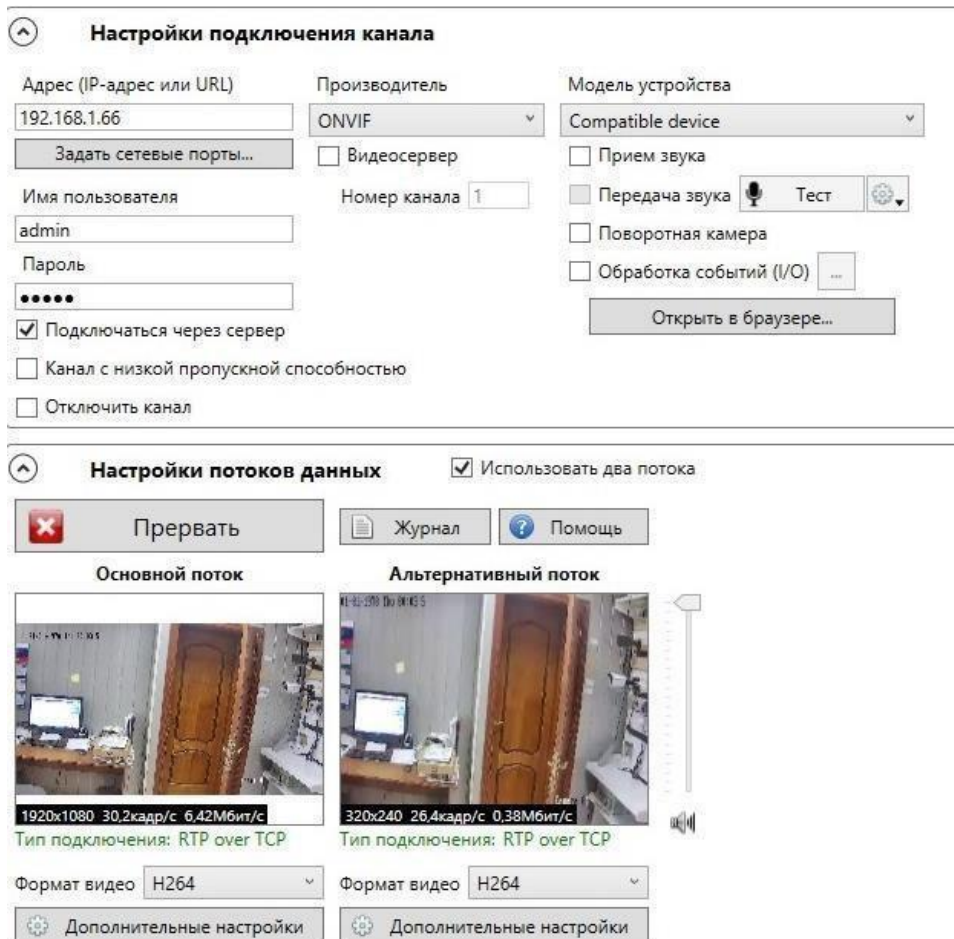 Настройки подключения канала
Адрес (IP-адрес или URL)
Производитель
Модель устройства
192.168.1.66
ONVIF
Compatible device
Задать сетевые порты...
Видеосервер
Прием звука
Имя пользователя
Номер канала 1
Передача звука
Тест
admin
Поворотная камера
Пароль
Обработка событий (I/O)
...
•••••
Открыть в браузере...
Подключаться через сервер
Канал с низкой пропускной способностью
Отключить канал
Настройки потоков данных
Использовать два потока
Прервать
Журнал
Помощь
Основной поток
Альтернативный поток
1920x1080 30,2кадр/с 6,42Мбит/с
320x240 26,4кадр/с 0,38Мбит/с
Тип подключения: RTP over TCP
Тип подключения: RTP over TCP
Формат видео H264
Формат видео H264
Дополнительные настройки
Дополнительные настройки